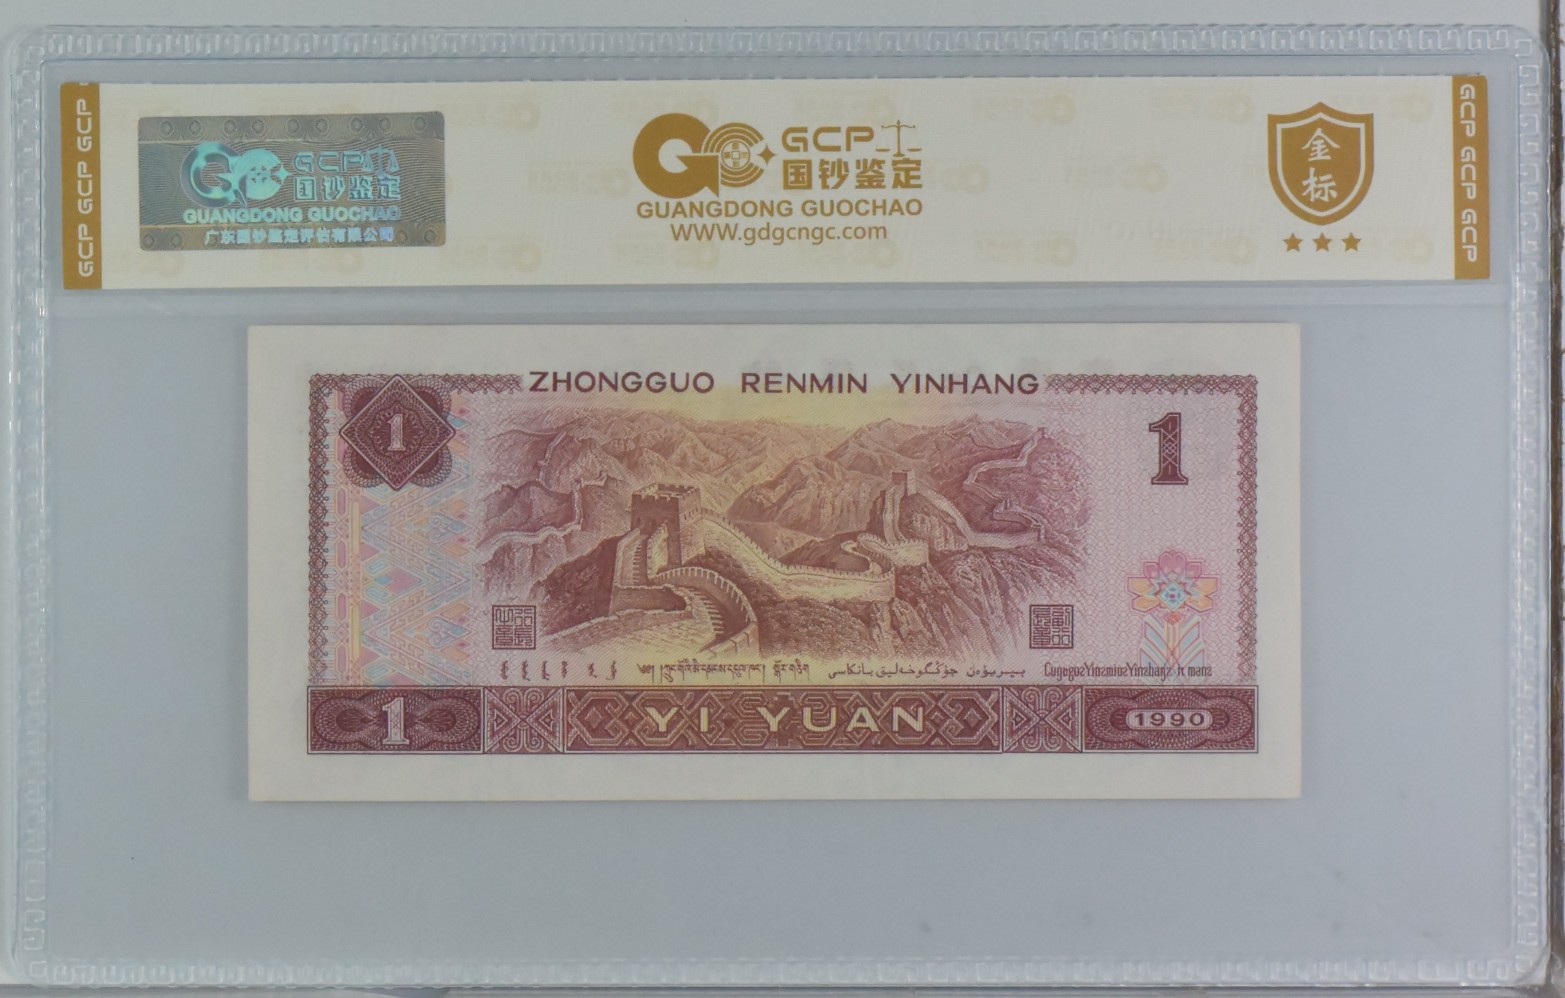 GCP GCP GCP
GCP
国钞鉴定
GUANGDONG GUOCHAO
广东国钞鉴定评估有限公司
GCP
国钞鉴定
GUANGDONG GUOCHAO
WWW.gdgcngc.com
金
标
GCP GCP GCP
ZHONGGUO RENMIN YINHANG
1
1
1
YI YUAN
1990